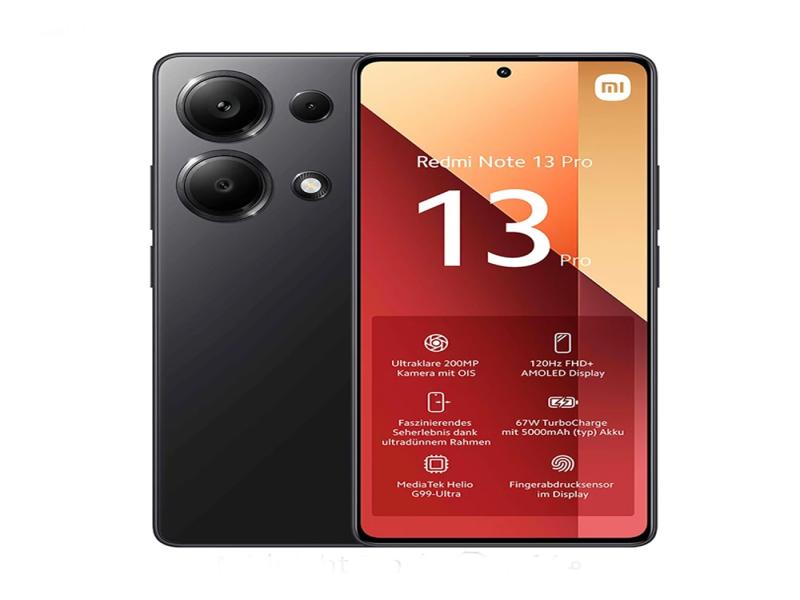 mi
Redmi Note 13 Pro
13
Pro
Ultraklare 200MP
Kamera mit OIS
120Hz FHD+
AMOLED Display
Faszinierendes
Seherlebnis dank
ultradünnem Rahmen
67W TurboCharge
mit 5000mAh (typ) Akku
MediaTek Helio
G99-Ultra
Fingerabdrucksensor
im Display